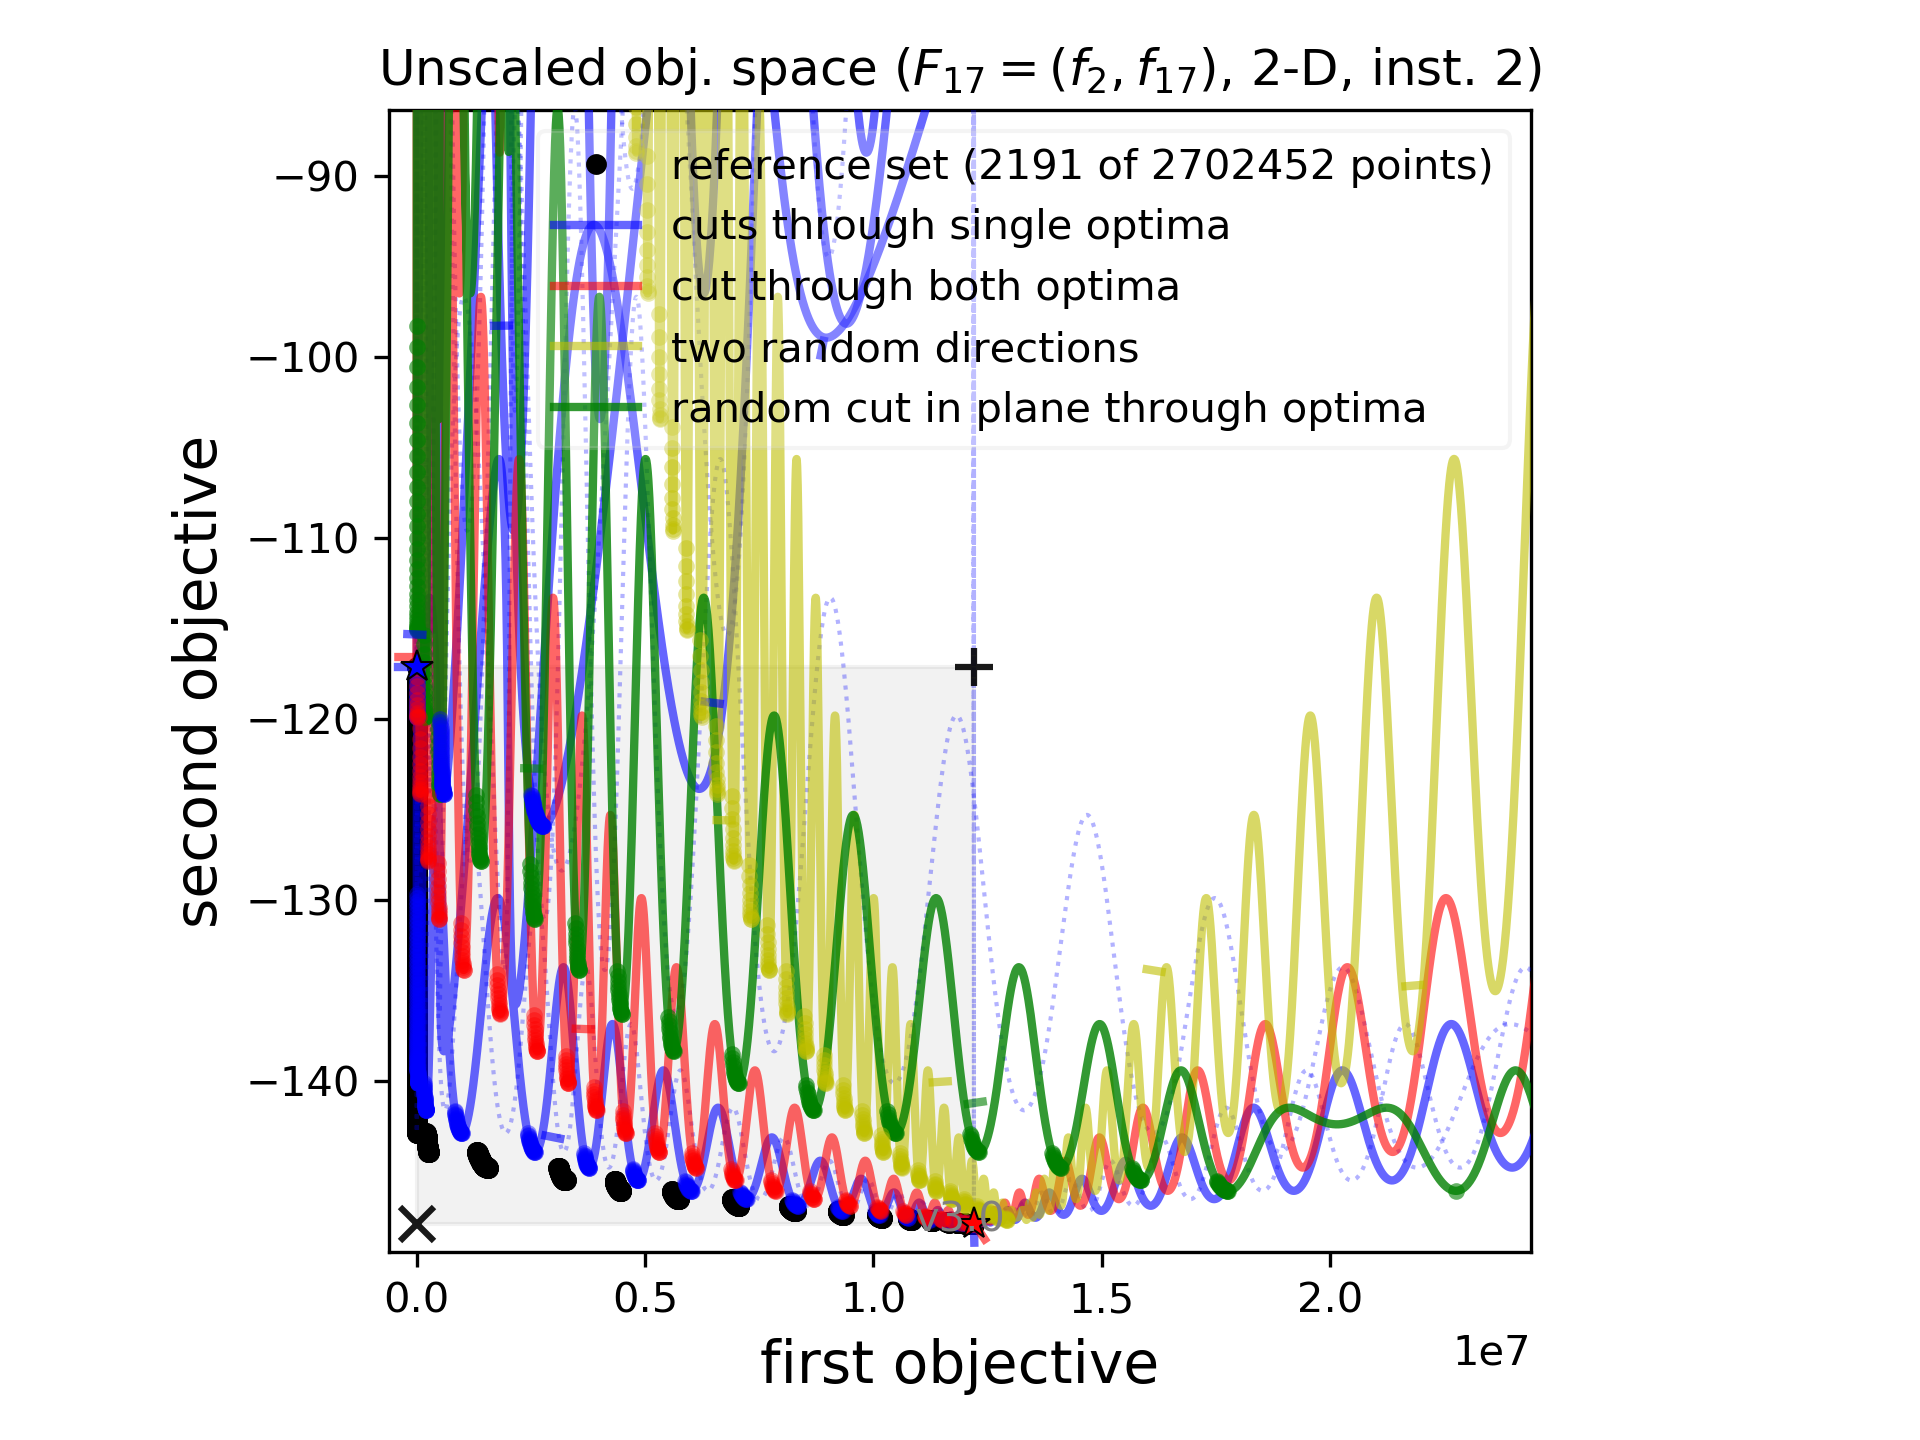 Unscaled obj. space (F₁₇ = (f₂, f₁₇), 2-D, inst. 2)
reference set (2191 of 2702452 points)
cuts through single optima
cut through both optima
two random directions
random cut in plane through optima
second objective
−90
−100
−110
−120
−130
−140
v3.0
0.0 0.5 1.0 1.5 2.0
1e7
first objective